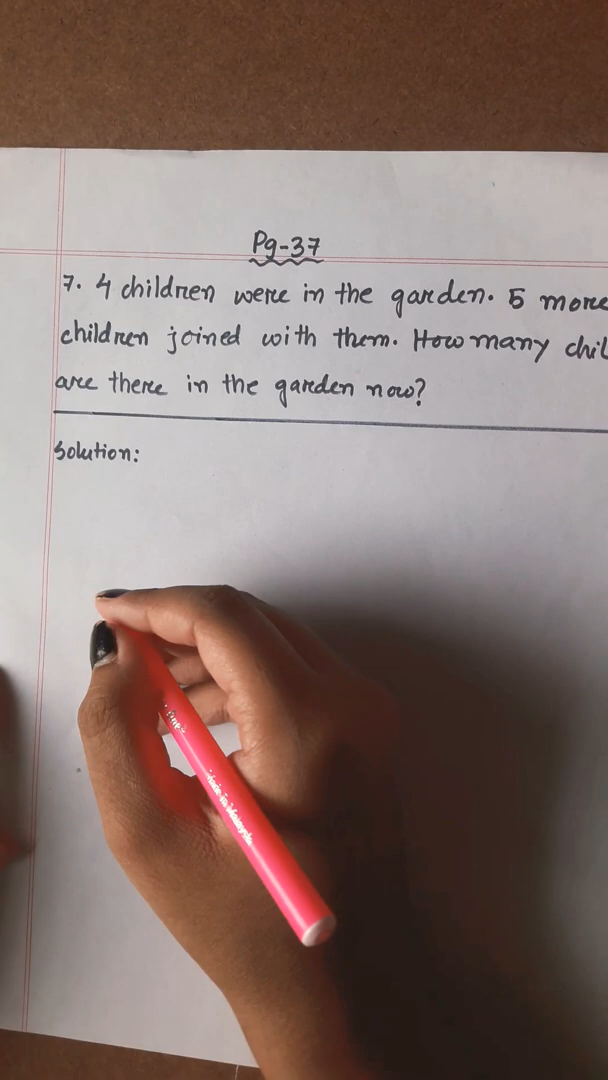 Pg-37
7. 4 children were in the garden. 5 more
children joined with them. How many chil
are there in the garden now?
Solution: